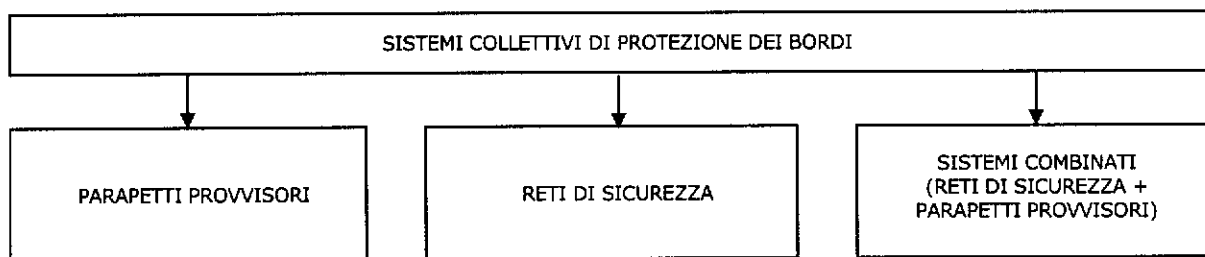 SISTEMI COLLETTIVI DI PROTEZIONE DEI BORDI
PARAPETTI PROVVISORI
RETI DI SICUREZZA
SISTEMI COMBINATI
(RETI DI SICUREZZA +
PARAPETTI PROVVISORI)